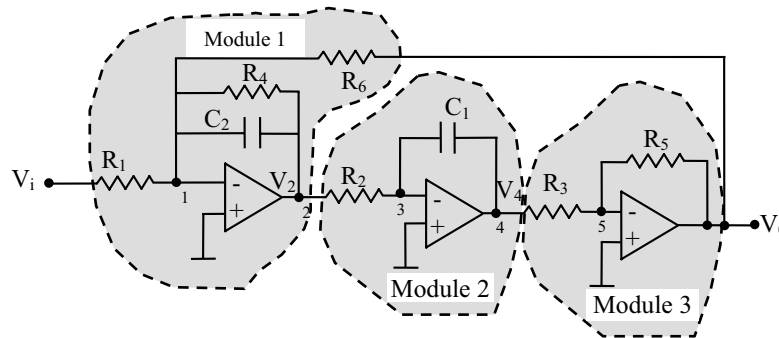 Module 1
R₆
R₄
C₂
C₁
R₁
R₅
Vᵢ
V₂
R₂
V₄
R₃
1
-
+
2
3
-
+
4
5
-
+
Module 2
Module 3